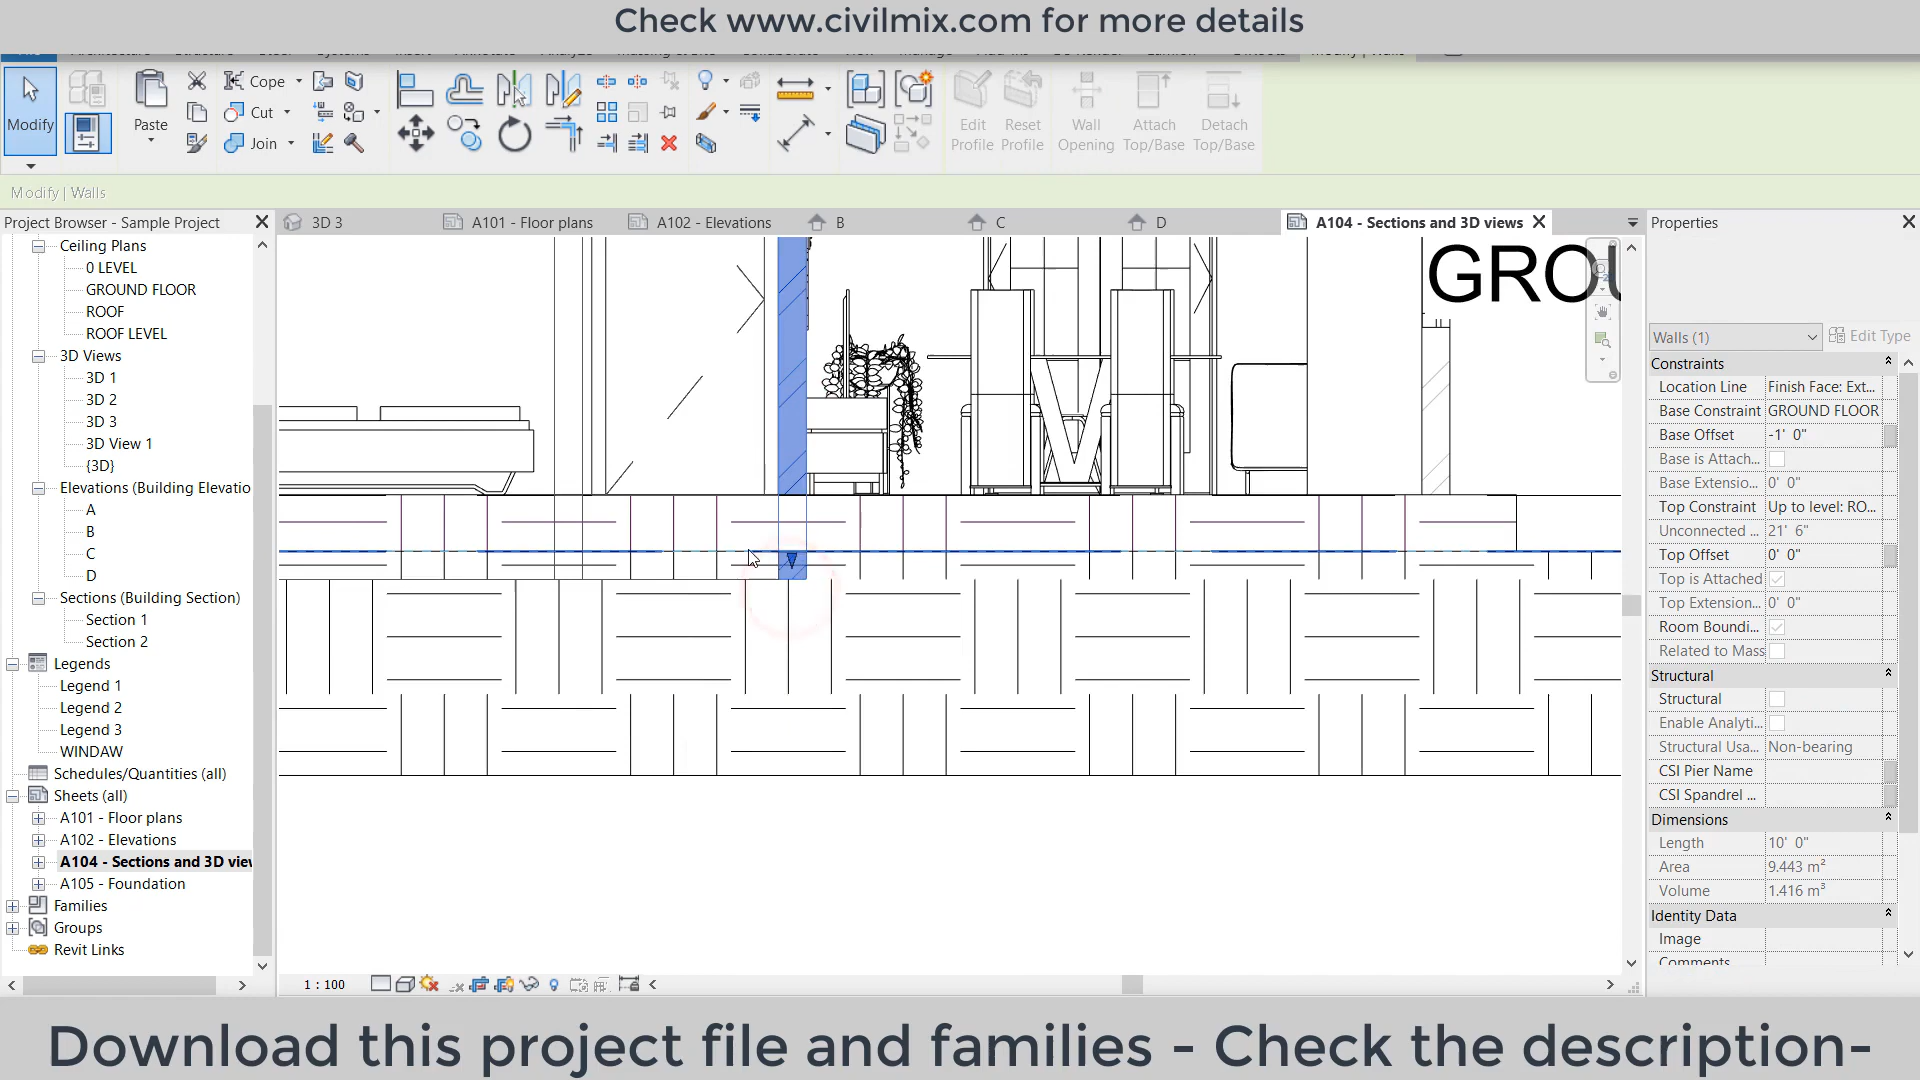 Check www.civilmix.com for more details
Modify
Paste
Cope
Cut
Join
Edit Profile
Reset Profile
Wall Opening
Attach Top/Base
Detach Top/Base
Modify | Walls
Project Browser - Sample Project
3D 3
A101 - Floor plans
A102 - Elevations
B
C
D
A104 - Sections and 3D views
Properties
Ceiling Plans
0 LEVEL
GROUND FLOOR
ROOF
ROOF LEVEL
3D Views
3D 1
3D 2
3D 3
3D View 1
{3D}
Elevations (Building Elevatio
A
B
C
D
Sections (Building Section)
Section 1
Section 2
Legends
Legend 1
Legend 2
Legend 3
WINDAW
Schedules/Quantities (all)
Sheets (all)
A101 - Floor plans
A102 - Elevations
A104 - Sections and 3D view
A105 - Foundation
Families
Groups
Revit Links
GROU
1 : 100
Walls (1)
Edit Type
Constraints
Location Line Finish Face: Ext...
Base Constraint GROUND FLOOR
Base Offset -1' 0"
Base is Attach...
Base Extensio... 0' 0"
Top Constraint Up to level: RO...
Unconnected ... 21' 6"
Top Offset 0' 0"
Top is Attached
Top Extension... 0' 0"
Room Boundi...
Related to Mass
Structural
Structural
Enable Analyti...
Structural Usa... Non-bearing
CSI Pier Name
CSI Spandrel ...
Dimensions
Length 10' 0"
Area 9.443 m²
Volume 1.416 m³
Identity Data
Image
Comments
Download this project file and families - Check the description-